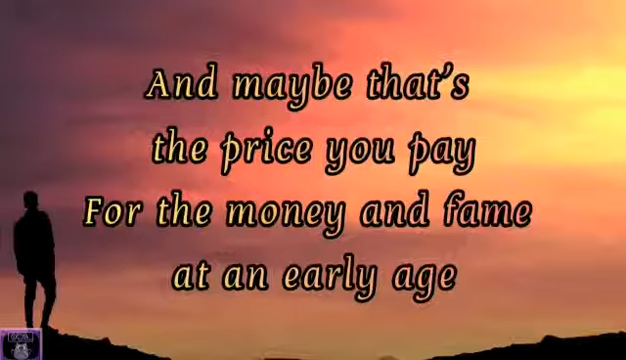 And maybe that's
the price you pay
For the money and fame
at an early age